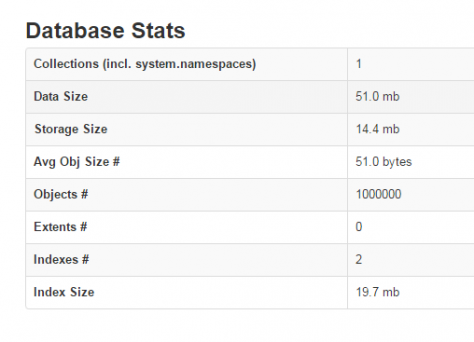 Database Stats
Collections (incl. system.namespaces) 1
Data Size 51.0 mb
Storage Size 14.4 mb
Avg Obj Size # 51.0 bytes
Objects # 1000000
Extents # 0
Indexes # 2
Index Size 19.7 mb